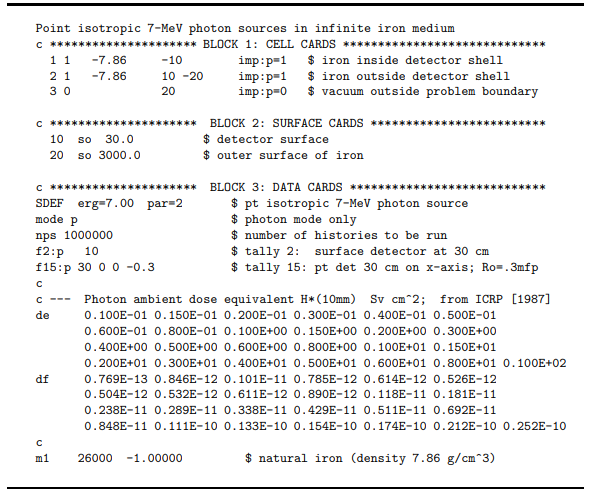 Point isotropic 7-MeV photon sources in infinite iron medium
c ********************* BLOCK 1: CELL CARDS *****************************
  1 1   -7.86     -10        imp:p=1   $ iron inside detector shell
  2 1   -7.86     10 -20     imp:p=1   $ iron outside detector shell
  3 0             20         imp:p=0   $ vacuum outside problem boundary

c *********************  BLOCK 2: SURFACE CARDS *************************
  10  so  30.0         $ detector surface
  20  so 3000.0        $ outer surface of iron

c *********************  BLOCK 3: DATA CARDS ****************************
SDEF  erg=7.00  par=2      $ pt isotropic 7-MeV photon source
mode p                     $ photon mode only
nps 1000000                $ number of histories to be run
f2:p   10                  $ tally 2:  surface detector at 30 cm
f15:p 30 0 0 -0.3          $ tally 15: pt det 30 cm on x-axis; Ro=.3mfp
c
c ---  Photon ambient dose equivalent H*(10mm)  Sv cm^2;  from ICRP [1987]
de     0.100E-01 0.150E-01 0.200E-01 0.300E-01 0.400E-01 0.500E-01
       0.600E-01 0.800E-01 0.100E+00 0.150E+00 0.200E+00 0.300E+00
       0.400E+00 0.500E+00 0.600E+00 0.800E+00 0.100E+01 0.150E+01
       0.200E+01 0.300E+01 0.400E+01 0.500E+01 0.600E+01 0.800E+01 0.100E+02
df     0.769E-13 0.846E-12 0.101E-11 0.785E-12 0.614E-12 0.526E-12
       0.504E-12 0.532E-12 0.611E-12 0.890E-12 0.118E-11 0.181E-11
       0.238E-11 0.289E-11 0.338E-11 0.429E-11 0.511E-11 0.692E-11
       0.848E-11 0.111E-10 0.133E-10 0.154E-10 0.174E-10 0.212E-10 0.252E-10
c
m1    26000  -1.00000        $ natural iron (density 7.86 g/cm^3)